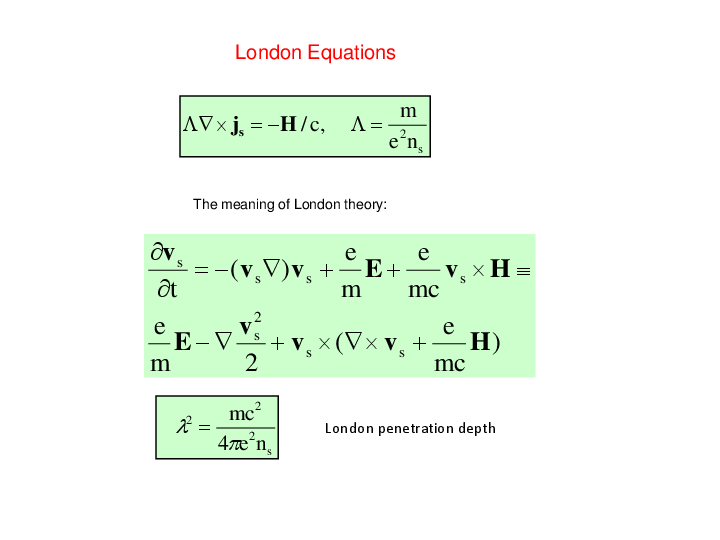 London Equations
Λ∇ × j_s = −H / c, Λ = m / (e²n_s)
The meaning of London theory:
∂v_s / ∂t = −(v_s∇)v_s + (e/m) E + (e/mc) v_s × H ≡
(e/m) E − ∇ (v_s²/2) + v_s × (∇ × v_s + (e/mc) H)
λ² = mc² / (4πe²n_s)
London penetration depth